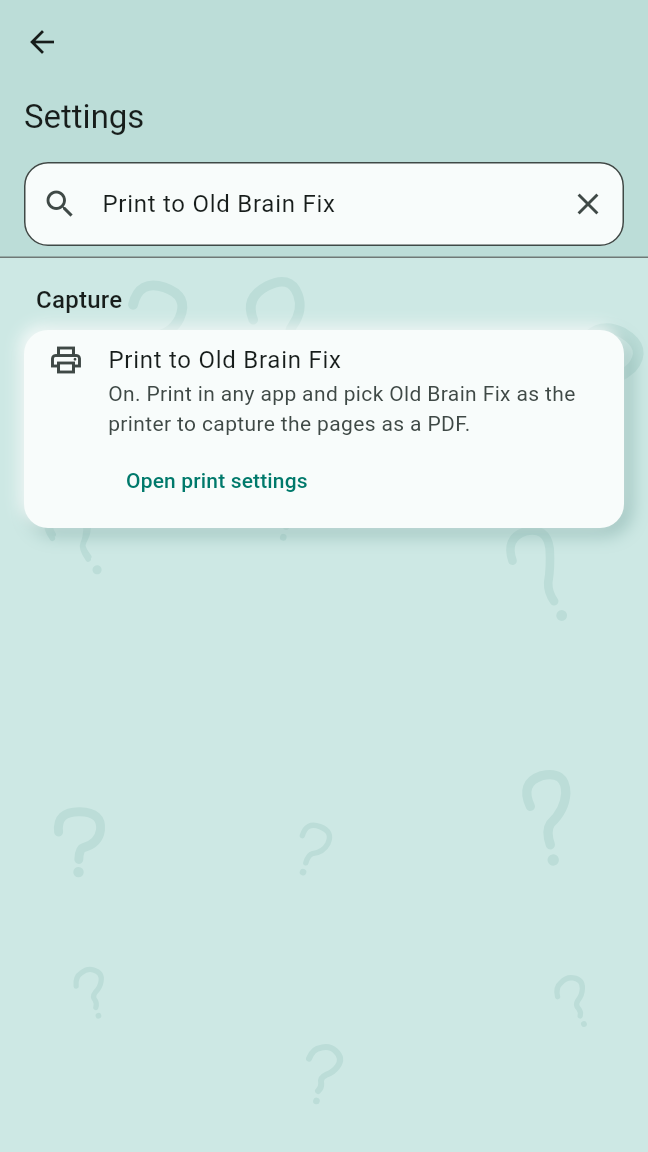 Settings
Print to Old Brain Fix
Capture
Print to Old Brain Fix
On. Print in any app and pick Old Brain Fix as the
printer to capture the pages as a PDF.
Open print settings